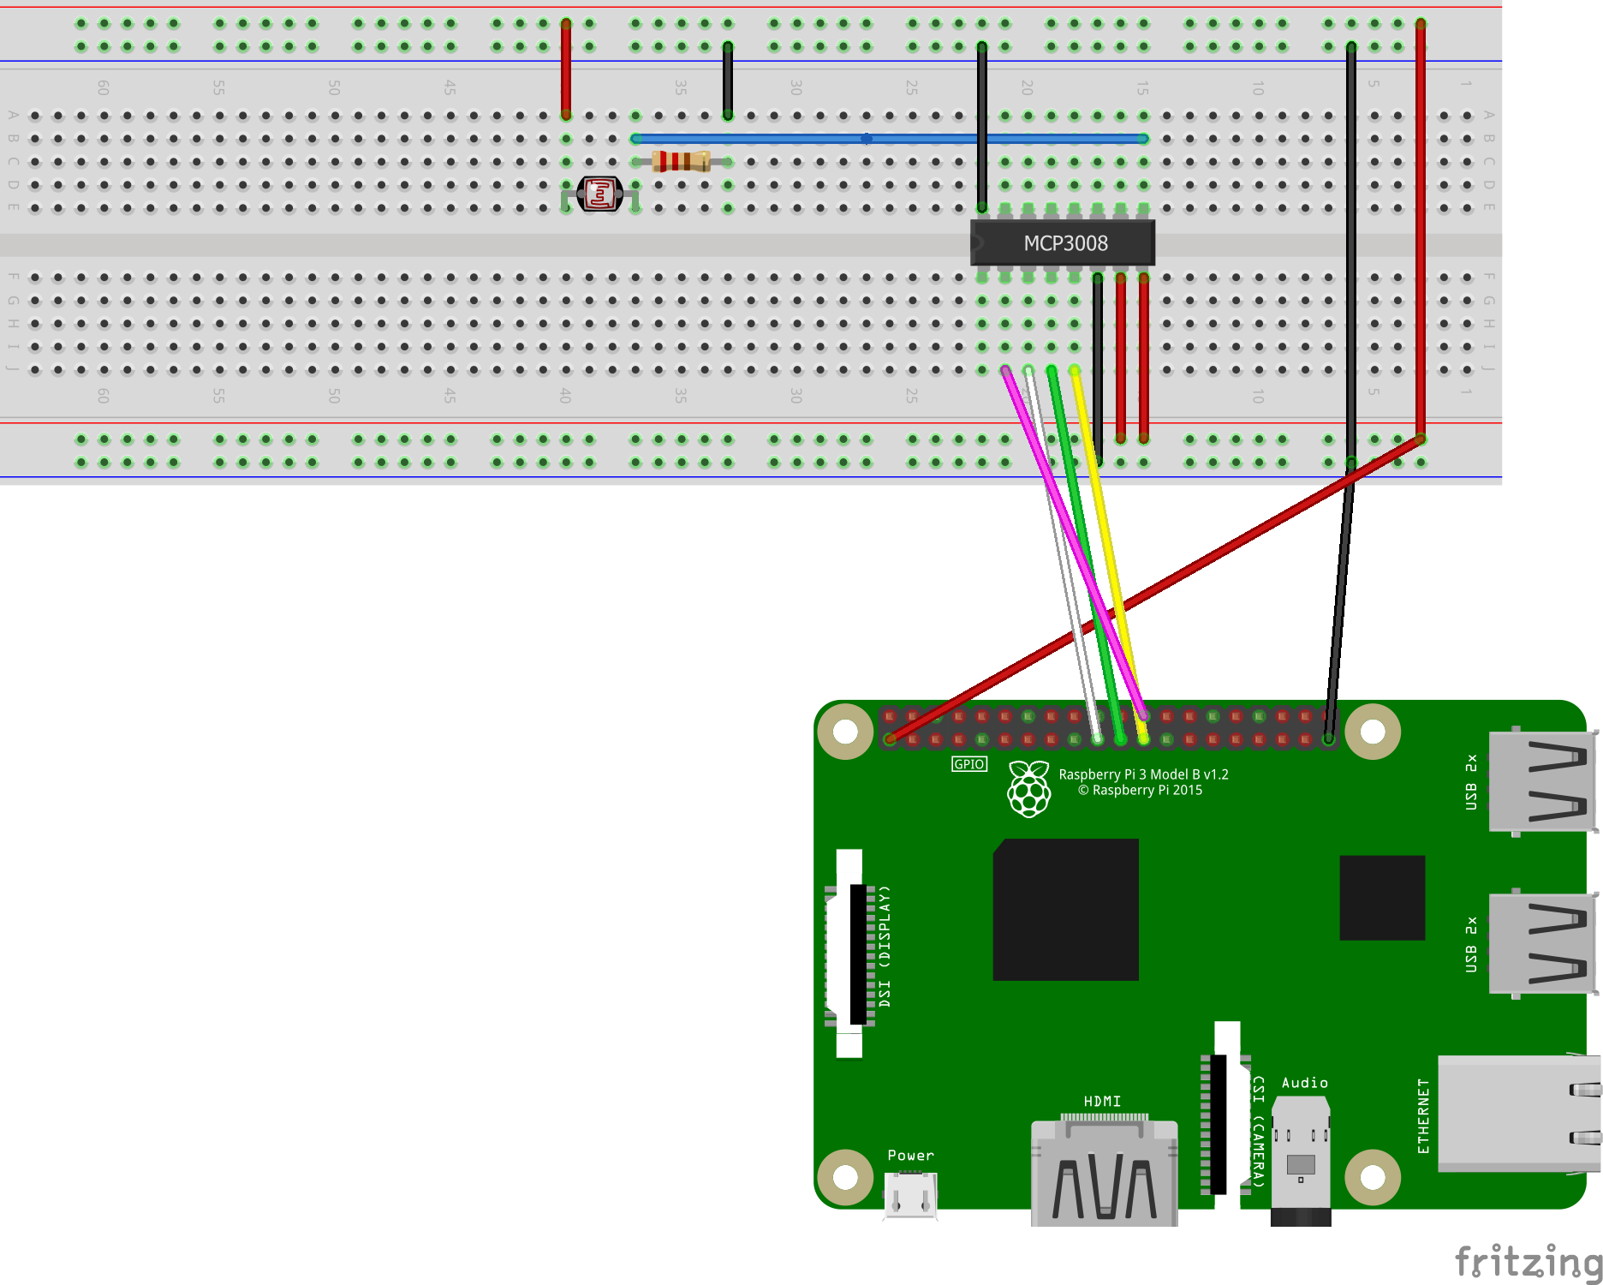 60 55 50 45 40 35 30 25 20 15 10 5 1
A A
B B
C C
D D
E E
MCP3008
F F
G G
H H
I I
J J
60 55 50 45 40 35 30 25 20 10 5 1
GPIO
Raspberry Pi 3 Model B v1.2
© Raspberry Pi 2015
USB 2x
DSI (DISPLAY)
USB 2x
HDMI
CSI (CAMERA)
Audio
ETHERNET
Power
fritzing